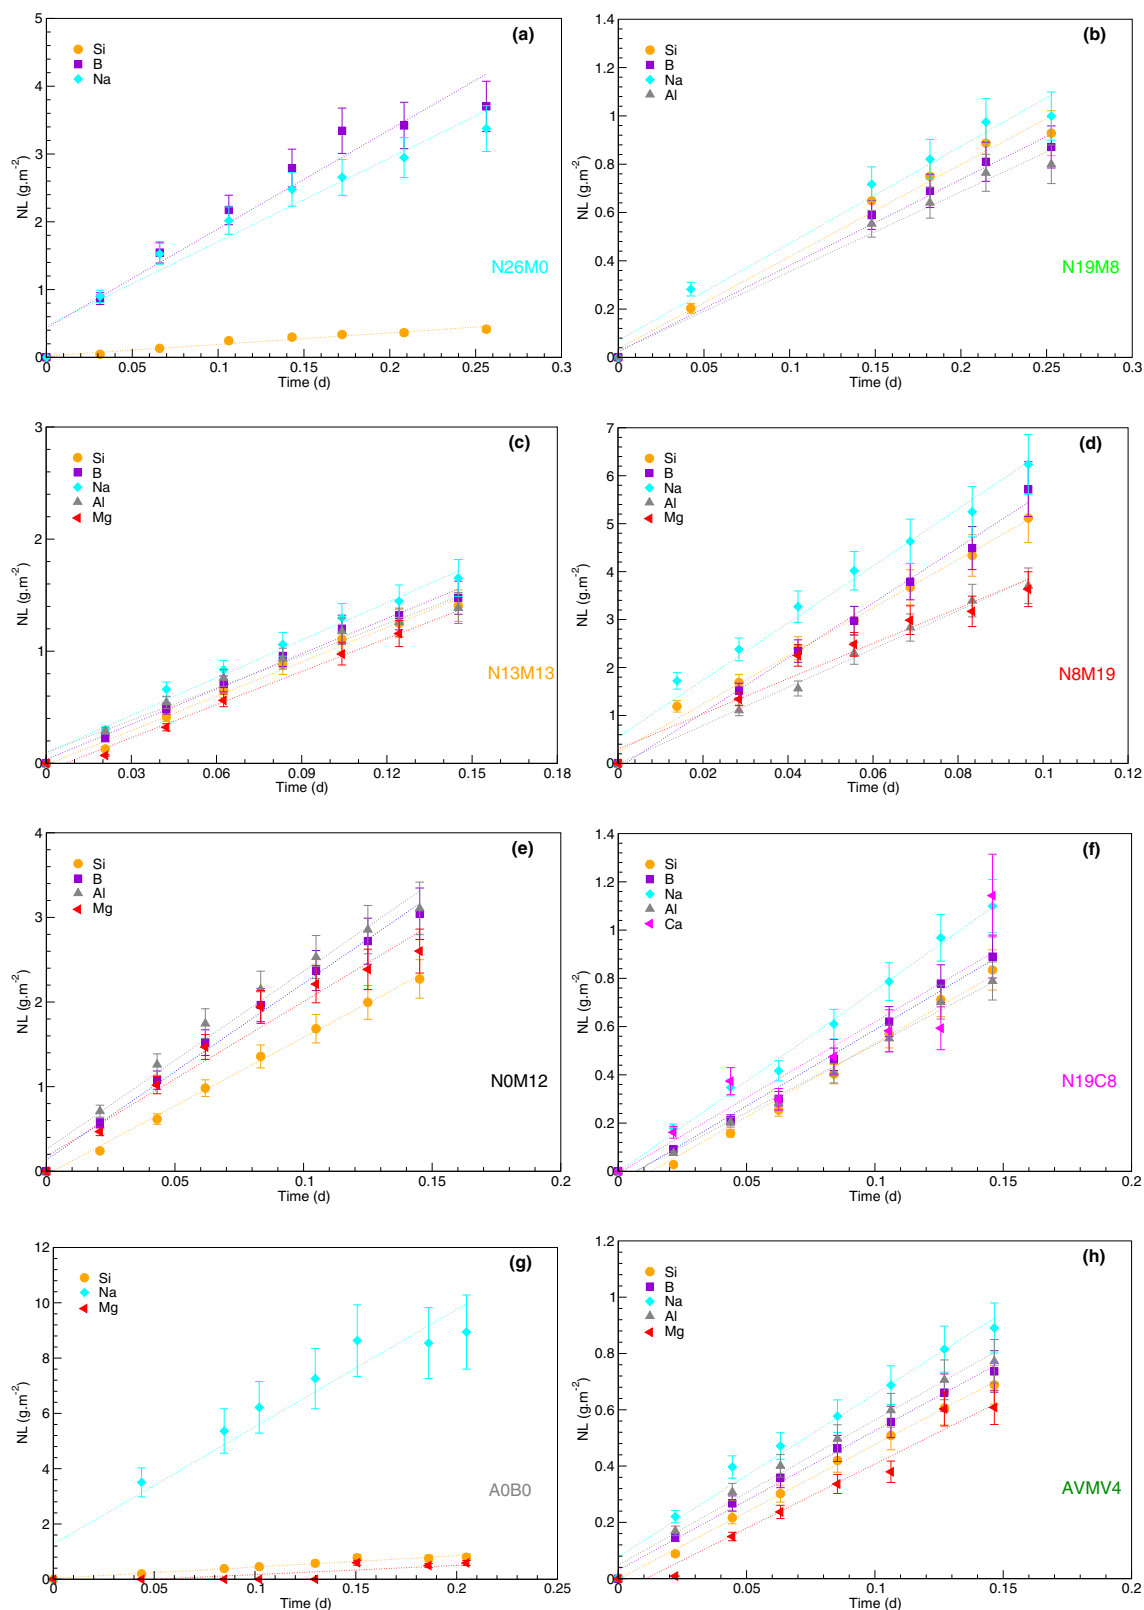 (a)
Si
B
Na
5
4
3
2
1
0
NL (g.m⁻²)
N26M0
0 0.05 0.1 0.15 0.2 0.25 0.3
Time (d)
(b)
Si
B
Na
Al
1.4
1.2
1
0.8
0.6
0.4
0.2
0
NL (g.m⁻²)
N19M8
0 0.05 0.1 0.15 0.2 0.25 0.3
Time (d)
(c)
Si
B
Na
Al
Mg
3
2
1
0
NL (g.m⁻²)
N13M13
0 0.03 0.06 0.09 0.12 0.15 0.18
Time (d)
(d)
Si
B
Na
Al
Mg
7
6
5
4
3
2
1
0
NL (g.m⁻²)
N8M19
0 0.02 0.04 0.06 0.08 0.1 0.12
Time (d)
(e)
Si
B
Al
Mg
4
3
2
1
0
NL (g.m⁻²)
N0M12
0 0.05 0.1 0.15 0.2
Time (d)
(f)
Si
B
Na
Al
Ca
1.4
1.2
1
0.8
0.6
0.4
0.2
0
NL (g.m⁻²)
N19C8
0 0.05 0.1 0.15 0.2
Time (d)
(g)
Si
Na
Mg
12
10
8
6
4
2
0
NL (g.m⁻²)
A0B0
0 0.05 0.1 0.15 0.2 0.25
Time (d)
(h)
Si
B
Na
Al
Mg
1.2
1
0.8
0.6
0.4
0.2
0
NL (g.m⁻²)
AVMV4
0 0.05 0.1 0.15 0.2
Time (d)